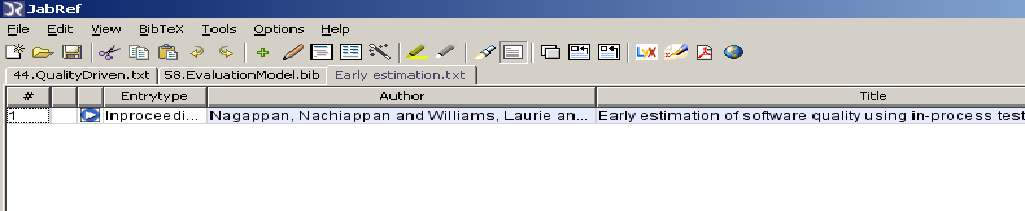 JabRef
File Edit View BibTeX Tools Options Help
LyX
44.QualityDriven.txt 58.EvaluationModel.bib Early estimation.txt
# Entrytype Author Title
1 Inproceedi... Nagappan, Nachiappan and Williams, Laurie an... Early estimation of software quality using in-process test